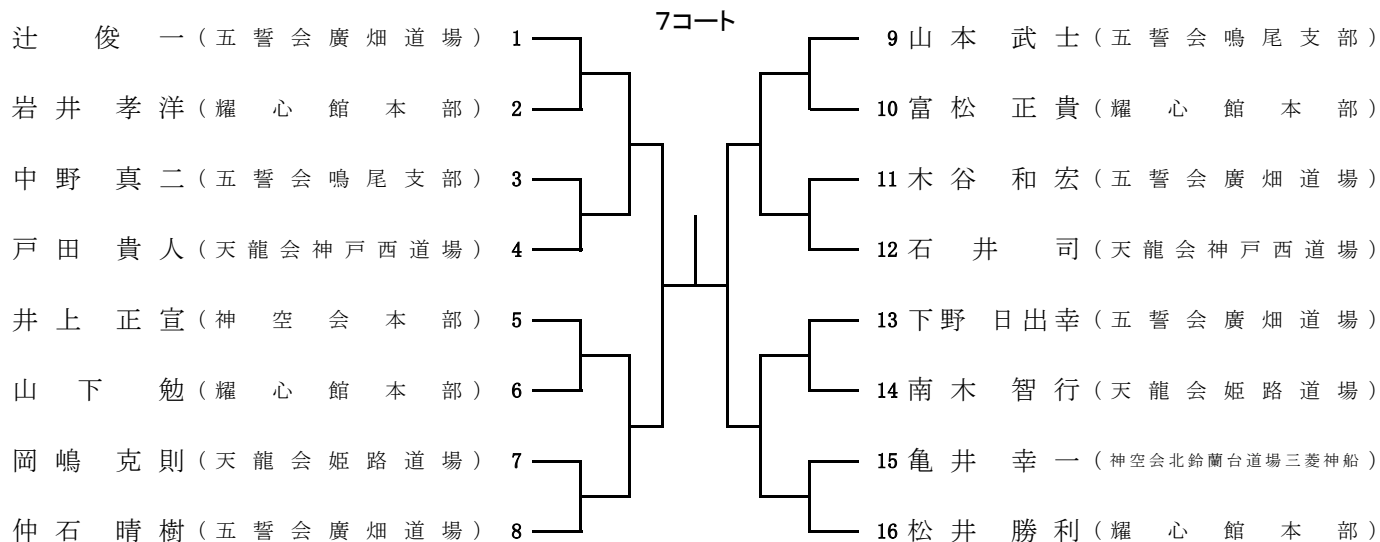 7コート
辻 俊一 (五誓会廣畑道場) 1
岩井 孝洋 (耀心館本部) 2
中野 真二 (五誓会鳴尾支部) 3
戸田 貴人 (天龍会神戸西道場) 4
井上 正宣 (神空会本部) 5
山下 勉 (耀心館本部) 6
岡嶋 克則 (天龍会姫路道場) 7
仲石 晴樹 (五誓会廣畑道場) 8
9 山本 武士 (五誓会鳴尾支部)
10 富松 正貴 (耀心館本部)
11 木谷 和宏 (五誓会廣畑道場)
12 石井 司 (天龍会神戸西道場)
13 下野 日出幸 (五誓会廣畑道場)
14 南木 智行 (天龍会姫路道場)
15 亀井 幸一 (神空会北鈴蘭台道場三菱神船)
16 松井 勝利 (耀心館本部)